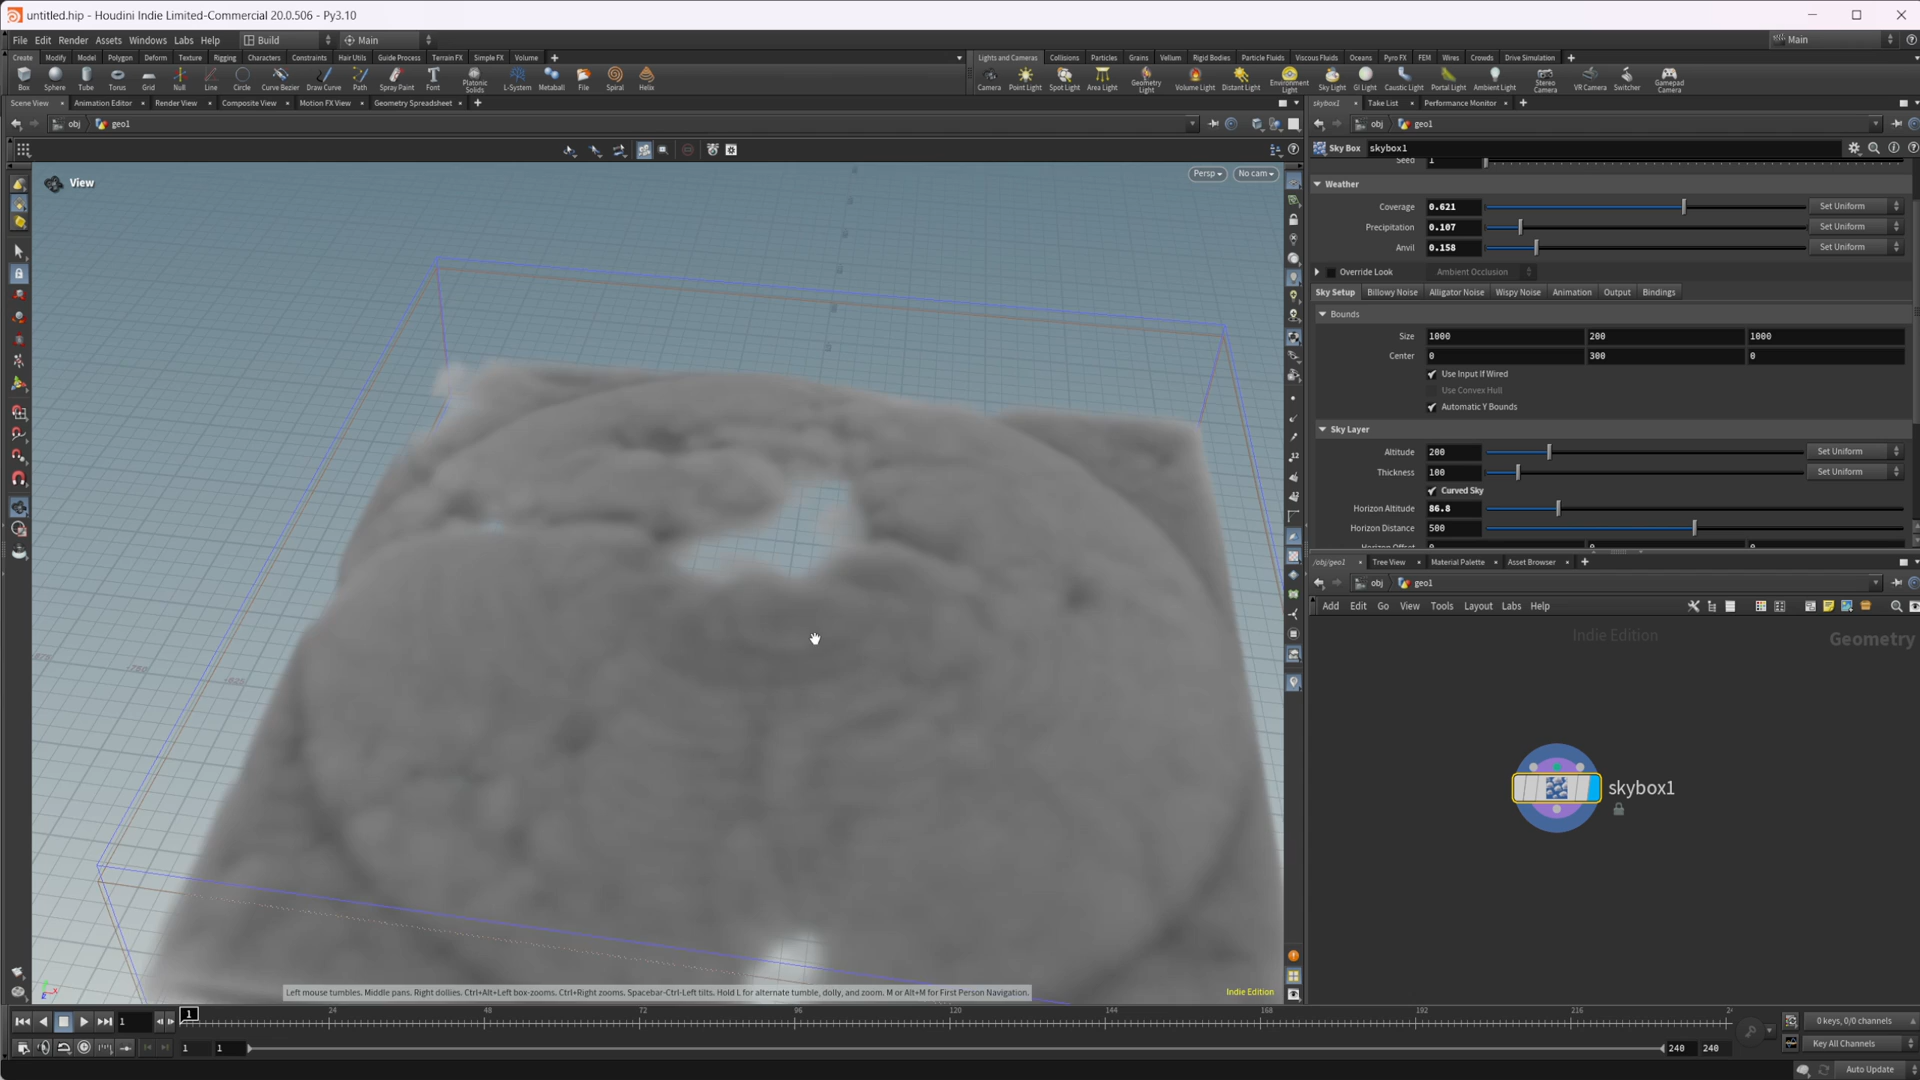 untitled.hip - Houdini Indie Limited-Commercial 20.0.506 - Py3.10
File Edit Render Assets Windows Labs Help Build Main Main
Create Modify Model Polygon Deform Texture Rigging Characters Constraints Hair Utils Guide Process Terrain FX Simple FX Volume
Lights and Cameras Collisions Particles Grains Vellum Rigid Bodies Particle Fluids Viscous Fluids Oceans Pyro FX FEM Wires Crowds Drive Simulation
Box Sphere Tube Torus Grid Null Line Circle Curve Bezier Draw Curve Path Spray Paint Font Platonic Solids L-System Metaball File Spiral Helix
Camera Point Light Spot Light Area Light Geometry Light Volume Light Distant Light Environment Light Sky Light GI Light Caustic Light Portal Light Ambient Light Stereo Camera VR Camera Switcher Gamepad Camera
Scene View Animation Editor Render View Composite View Motion FX View Geometry Spreadsheet
skybox1 Take List Performance Monitor
obj geo1
obj geo1
Sky Box skybox1
View
Persp No cam
Seed 1
Weather
Coverage 0.621 Set Uniform
Precipitation 0.107 Set Uniform
Anvil 0.158 Set Uniform
Override Look Ambient Occlusion
Sky Setup Billowy Noise Alligator Noise Wispy Noise Animation Output Bindings
Bounds
Size 1000 200 1000
Center 0 300 0
Use Input If Wired
Use Convex Hull
Automatic Y Bounds
Sky Layer
Altitude 200 Set Uniform
Thickness 100 Set Uniform
Curved Sky
Horizon Altitude 86.8
Horizon Distance 500
Horizon Offset 0 0 0
/obj/geo1 Tree View Material Palette Asset Browser
obj geo1
Add Edit Go View Tools Layout Labs Help
Indie Edition
Geometry
skybox1
Left mouse tumbles. Middle pans. Right dollies. Ctrl+Alt+Left box-zooms. Ctrl+Right zooms. Spacebar-Ctrl-Left tilts. Hold L for alternate tumble, dolly, and zoom. M or Alt+M for First Person Navigation.
Indie Edition
1 1 24 48 72 96 120 144 168 192 216
0 keys, 0/0 channels
1 1 240 240
Key All Channels
Auto Update